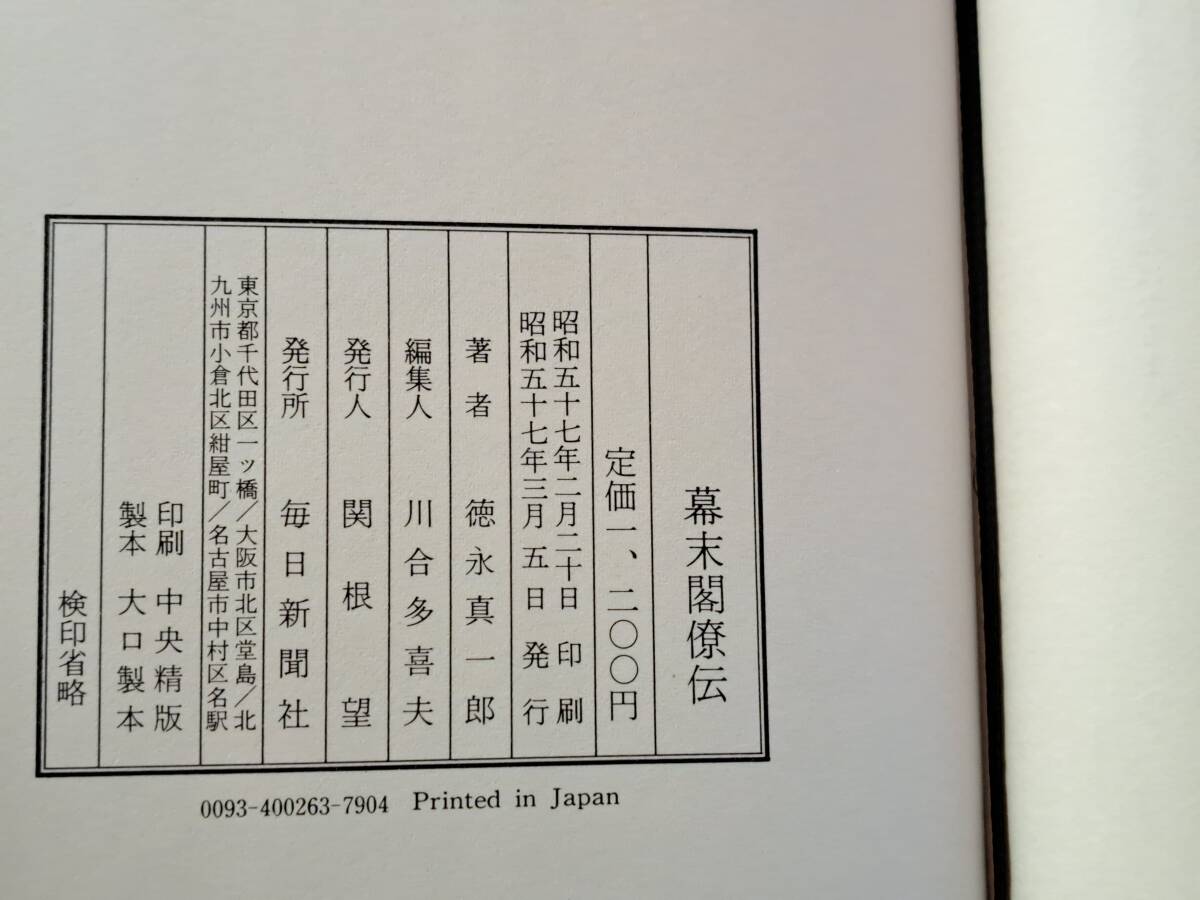 幕末閣僚伝
定価一、二〇〇円
昭和五十七年二月二十日 印刷
昭和五十七年三月 五日 発行
著者 徳永真一郎
編集人 川合多喜夫
発行人 関根望
発行所 毎日新聞社
東京都千代田区一ッ橋/大阪市北区堂島/北
九州市小倉北区紺屋町/名古屋市中村区名駅
印刷 中央精版
製本 大口製本
検印省略
0093-400263-7904 Printed in Japan